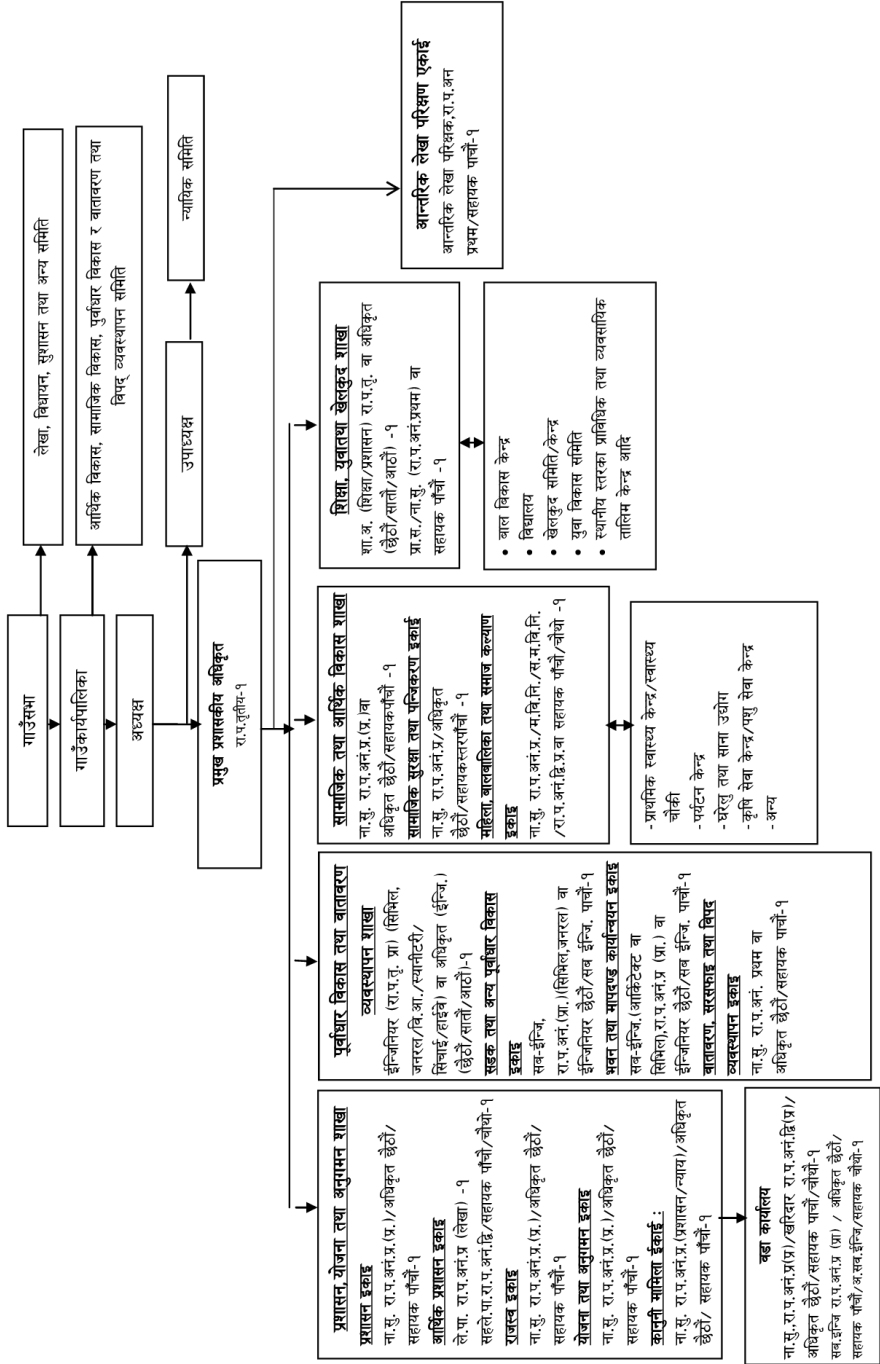 गाउँसभा
लेखा, विधायन, सुशासन तथा अन्य समिति
गाउँकार्यपालिका
आर्थिक विकास, सामाजिक विकास, पुर्वाधार विकास र वातावरण तथा
विपद् व्यवस्थापन समिति
अध्यक्ष
उपाध्यक्ष
न्यायिक समिति
प्रमुख प्रशासकीय अधिकृत
रा.प.तृतीय-१
प्रशासन, योजना तथा अनुगमन शाखा
प्रशासन इकाइ
ना.सु. रा.प.अनं.प्र.(प्र.)/अधिकृत छैठौं/
सहायक पाँचौं-१
आर्थिक प्रशासन इकाइ
ले.पा. रा.प.अनं.प्र (लेखा) -१
सहले.पा.रा.प.अनं.द्वि/सहायक पाँचौ/चौथो-१
राजस्व इकाइ
ना.सु. रा.प.अनं.प्र.(प्र.)/अधिकृत छैठौं/
सहायक पाँचौं-१
योजना तथा अनुगमन इकाइ
ना.सु. रा.प.अनं.प्र.(प्र.)/अधिकृत छैठौं/
सहायक पाँचौं-१
कानुनी मामिला ईकाई :
ना.सु. रा.प.अनं.प्र.(प्रशासन/न्याय)/अधिकृत
छैठौं/ सहायक पाँचौं-१
वडा कार्यालय
ना.सु.,रा.प.अनं.प्र(प्र)/खरिदार रा.प.अनं.द्वि(प्र)/
अधिकृत छैठौं/सहायक पाचौं/चौथो-१
सव.इन्जि रा.प.अनं.प्र (प्रा) / अधिकृत छैठौं/
सहायक पाँचौं/अ.सव.ईन्जि/सहायक चौथो-१
पूर्वाधार विकास तथा वातावरण
व्यवस्थापन शाखा
ईन्जिनियर (रा.प.तृ. प्रा) (सिभिल,
जनरल/वि.आ./स्यानीटरी/
सिंचाई/हाईवे) वा अधिकृत (ईन्जि.)
(छैठौं/सातौं/आठौं)-१
सडक तथा अन्य पूर्वाधार विकास
इकाइ
सव-ईन्जि,
रा.प.अनं.(प्रा.)(सिभिल,जनरल) वा
ईन्जिनियर छैठौं/सब ईन्जि. पाचौं-१
भवन तथा मापदण्ड कार्यान्वयन इकाइ
सव-ईन्जि.(आर्किटेक्ट वा
सिभिल),रा.प.अनं.प्र (प्रा.) वा
ईन्जिनियर छैठौं/सब ईन्जि. पाचौं-१
वातावरण, सरसफाइ तथा विपद
व्यवस्थापन इकाइ
ना.सु. रा.प.अनं. प्रथम वा
अधिकृत छैठौं/सहायक पाचौं-१
सामाजिक तथा आर्थिक विकास शाखा
ना.सु. रा.प.अनं.प्र.(प्र.)वा
अधिकृत छैठौं/सहायकपाँचौं -१
सामाजिक सुरक्षा तथा पन्जिकरण इकाई
ना.सु. रा.प.अनं.प्र/अधिकृत
छैठौं/सहायकस्तरपाँचौं -१
महिला, बालबालिका तथा समाज कल्याण
इकाइ
ना.सु. रा.प.अनं.प्र./म.वि.नि./स.म.वि.नि.
/रा.प.अनं.द्वि.प्र.वा सहायक पाँचौ/चौथो -१
-प्राथमिक स्वास्थ्य केन्द्र/स्वास्थ्य
चौकी
-पर्यटन केन्द्र
-घरेलु तथा साना उद्योग
-कृषि सेवा केन्द्र/पशु सेवा केन्द्र
-अन्य
शिक्षा, युवातथा खेलकुद शाखा
शा.अ. (शिक्षा/प्रशासन) रा.प.तृ. वा अधिकृत
(छैठौं/सातौं/आठौं) -१
प्रा.स./ना.सु. (रा.प.अनं.प्रथम) वा
सहायक पाँचौं -१
• बाल विकास केन्द्र
• विद्यालय
• खेलकुद समिति/केन्द्र
• युवा विकास समिति
• स्थानीय स्तरका प्राविधिक तथा व्यवसायिक
तालिम केन्द्र आदि
आन्तरिक लेखा परिक्षण एकाई
आन्तरिक लेखा परिक्षक,रा.प.अन
प्रथम/सहायक पाचौं-१